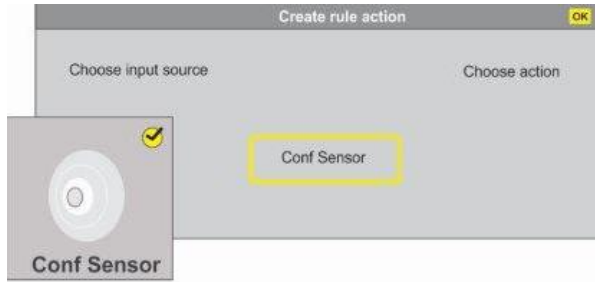 Create rule action
OK
Choose input source
Choose action
Conf Sensor
Conf Sensor